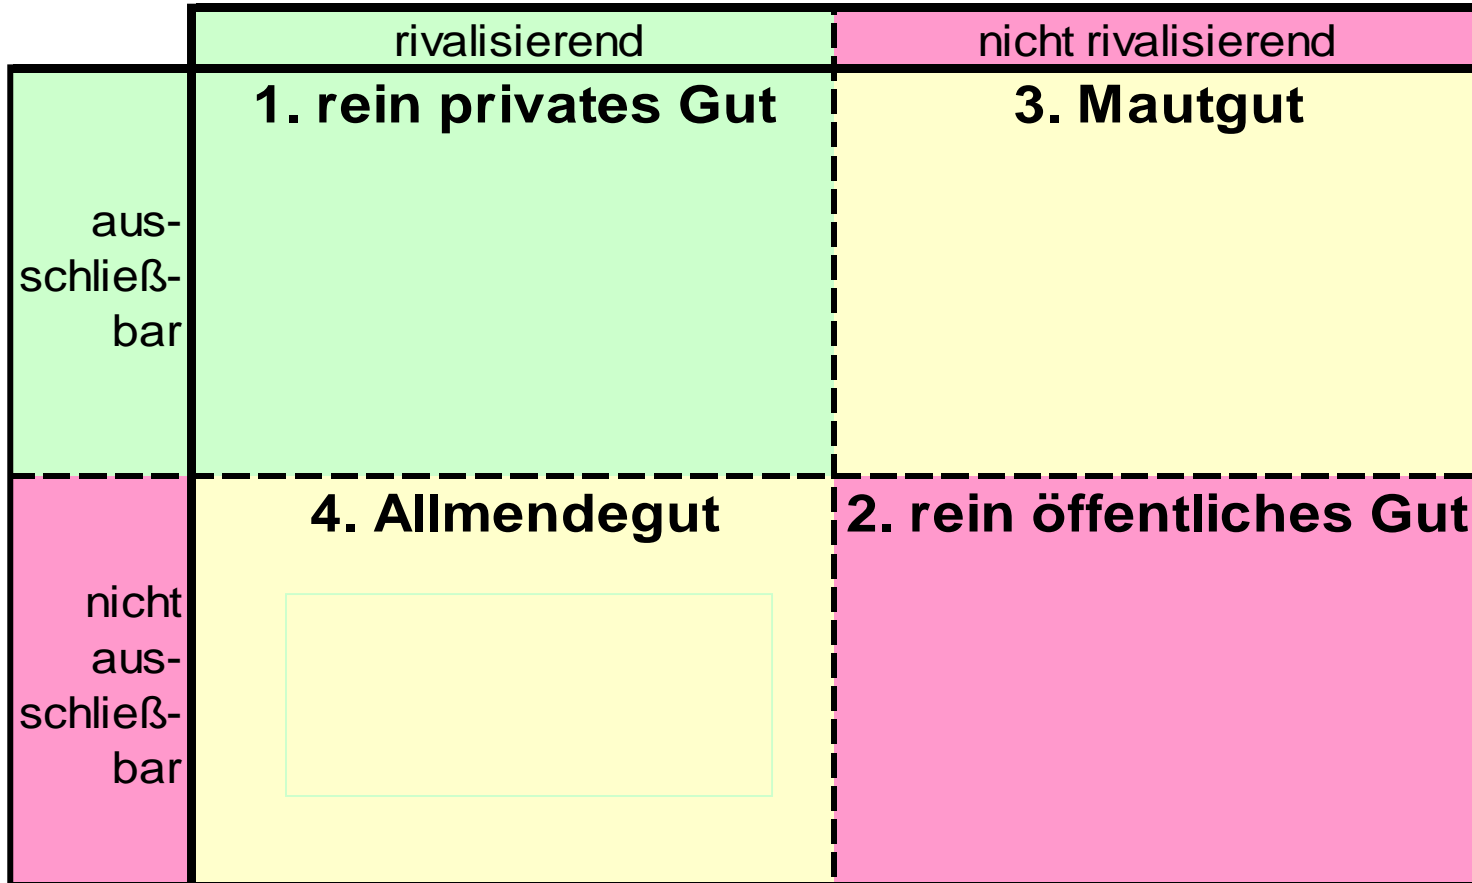 rivalisierend
nicht rivalisierend
1. rein privates Gut
3. Mautgut
aus-
schließ-
bar
4. Allmendegut
2. rein öffentliches Gut
nicht
aus-
schließ-
bar